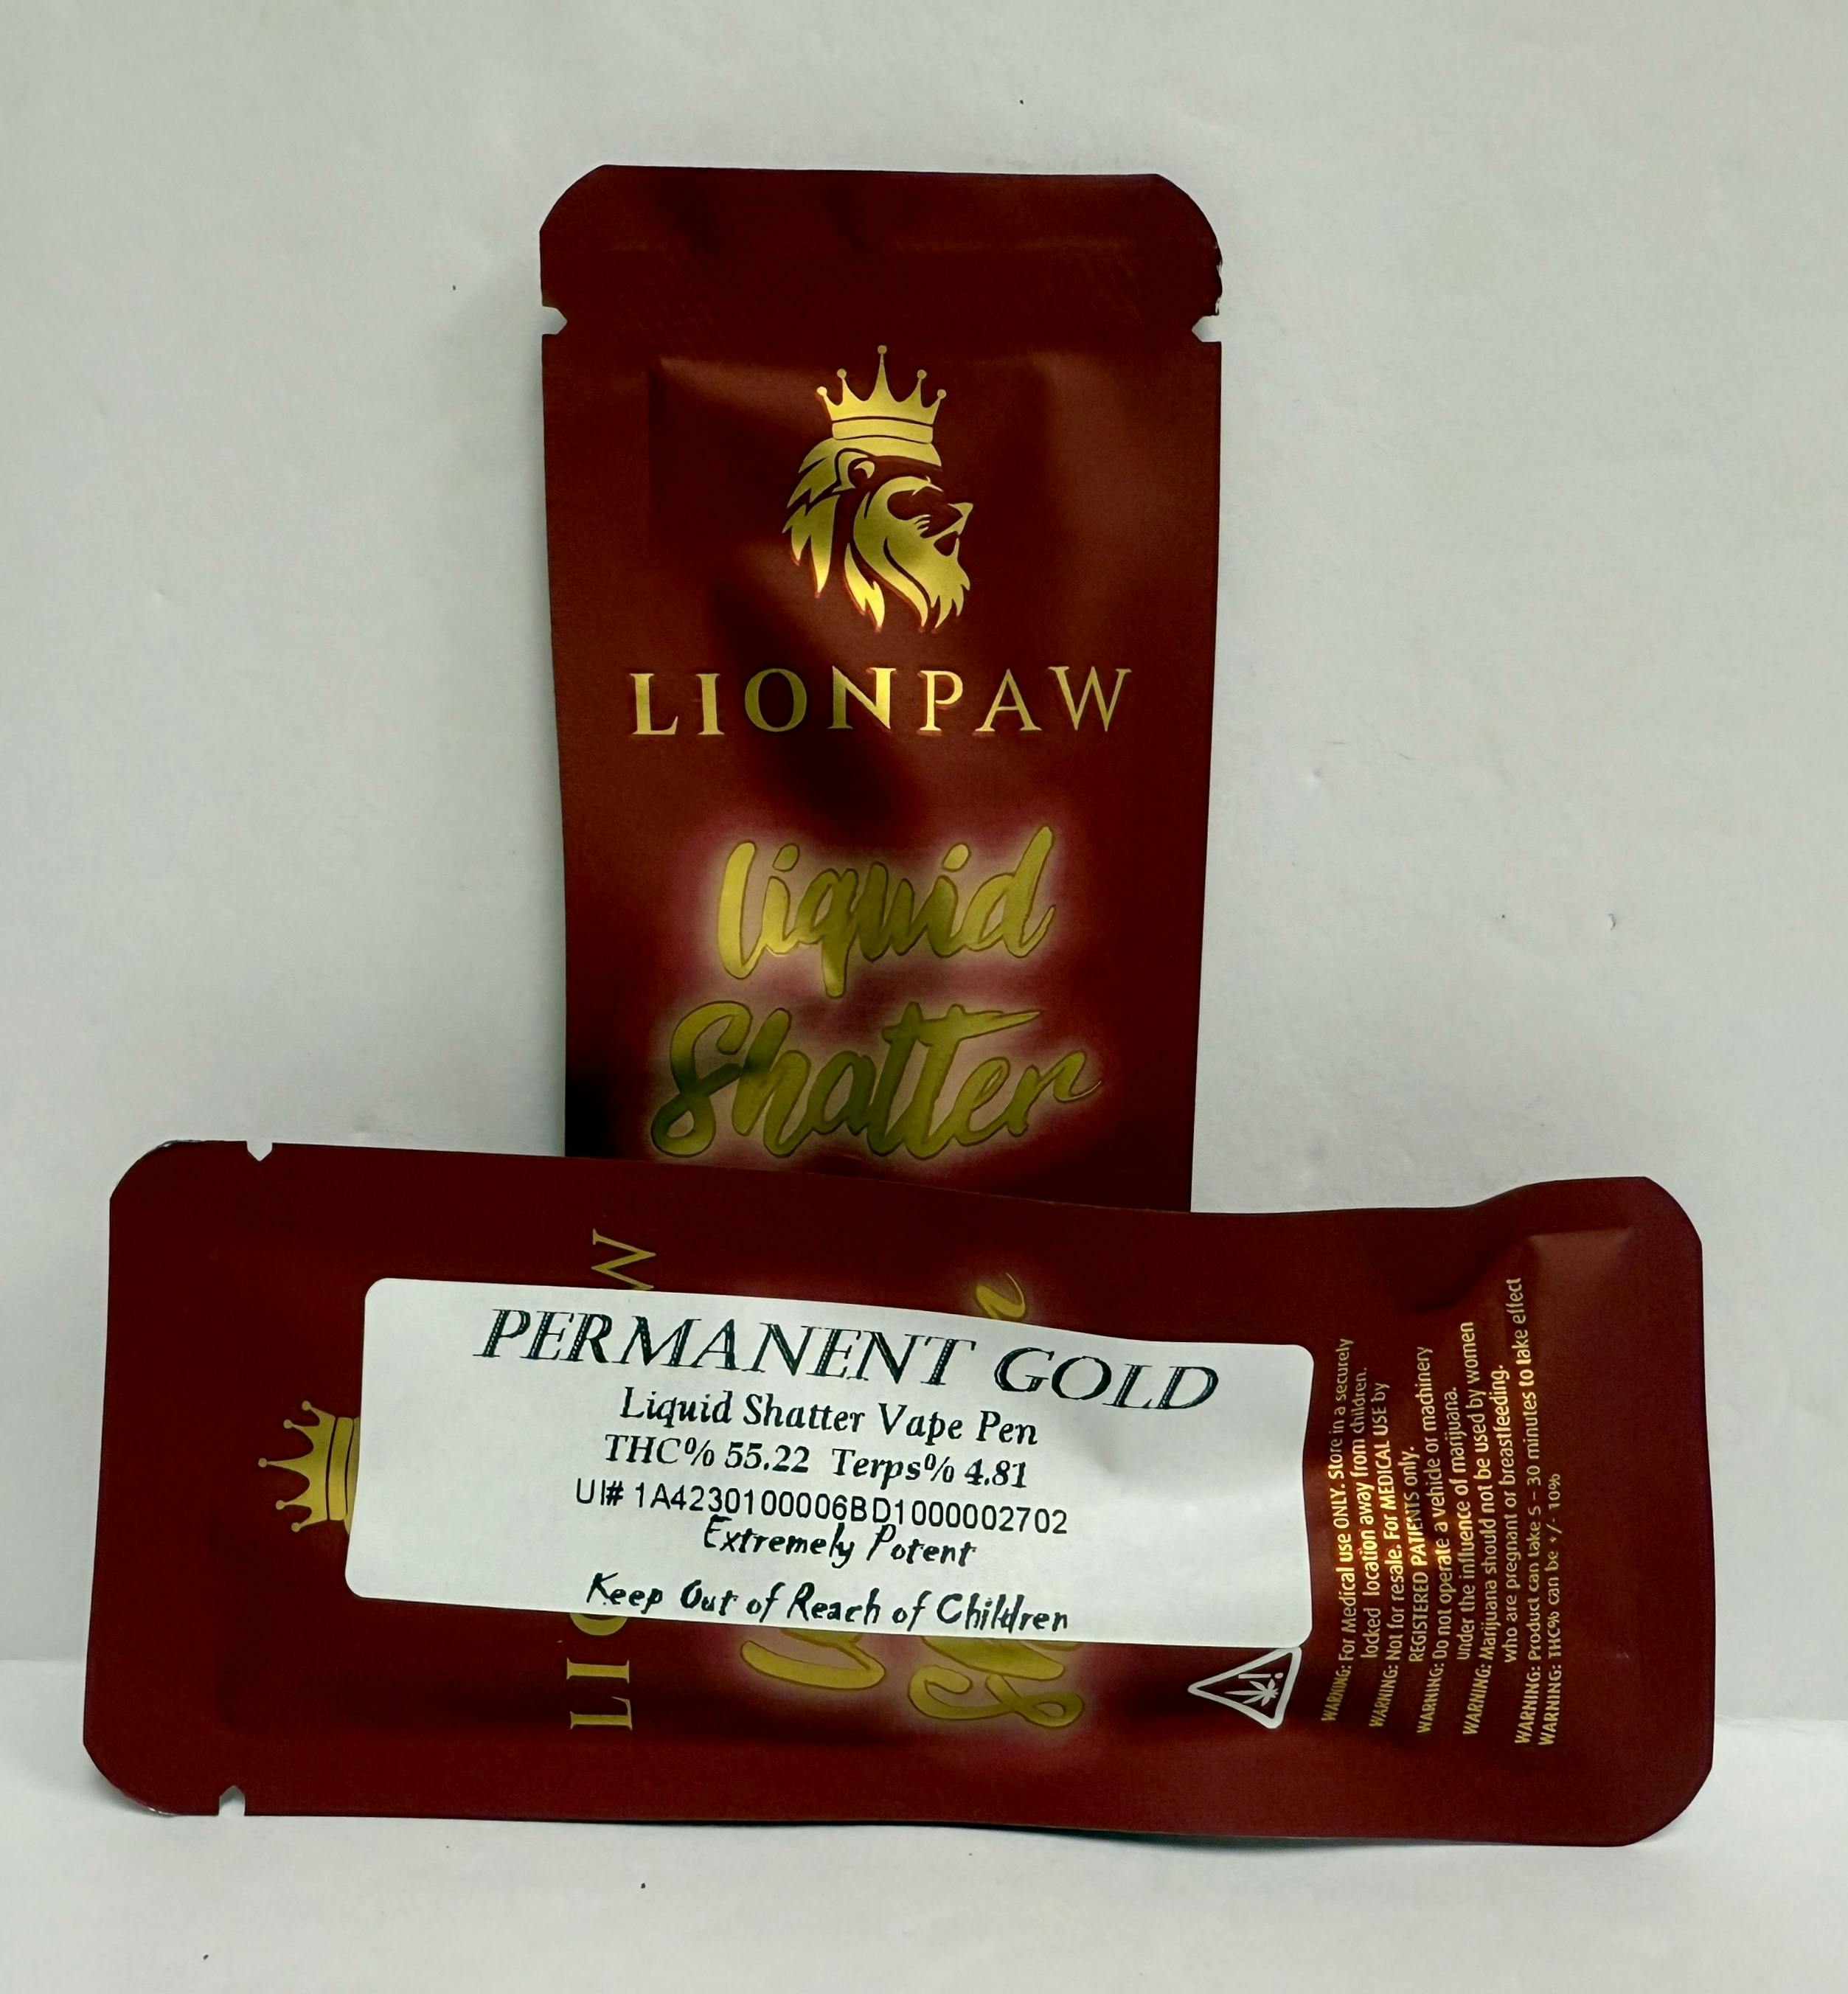 LIONPAW
Liquid
Shatter
PERMANENT GOLD
Liquid Shatter Vape Pen
THC% 55.22 Terps% 4.81
UI# 1A4230100006BD1000002702
Extremely Potent
Keep Out of Reach of Children
WARNING: For Medical use ONLY. Store in a securely
locked location away from children.
WARNING: Not for resale. For MEDICAL USE by
REGISTERED PATIENTS only.
WARNING: Do not operate a vehicle or machinery
under the influence of marijuana.
WARNING: Marijuana should not be used by women
who are pregnant or breastfeeding.
WARNING: Product can take 5 - 30 minutes to take effect
WARNING: THC% can be +/- 10%